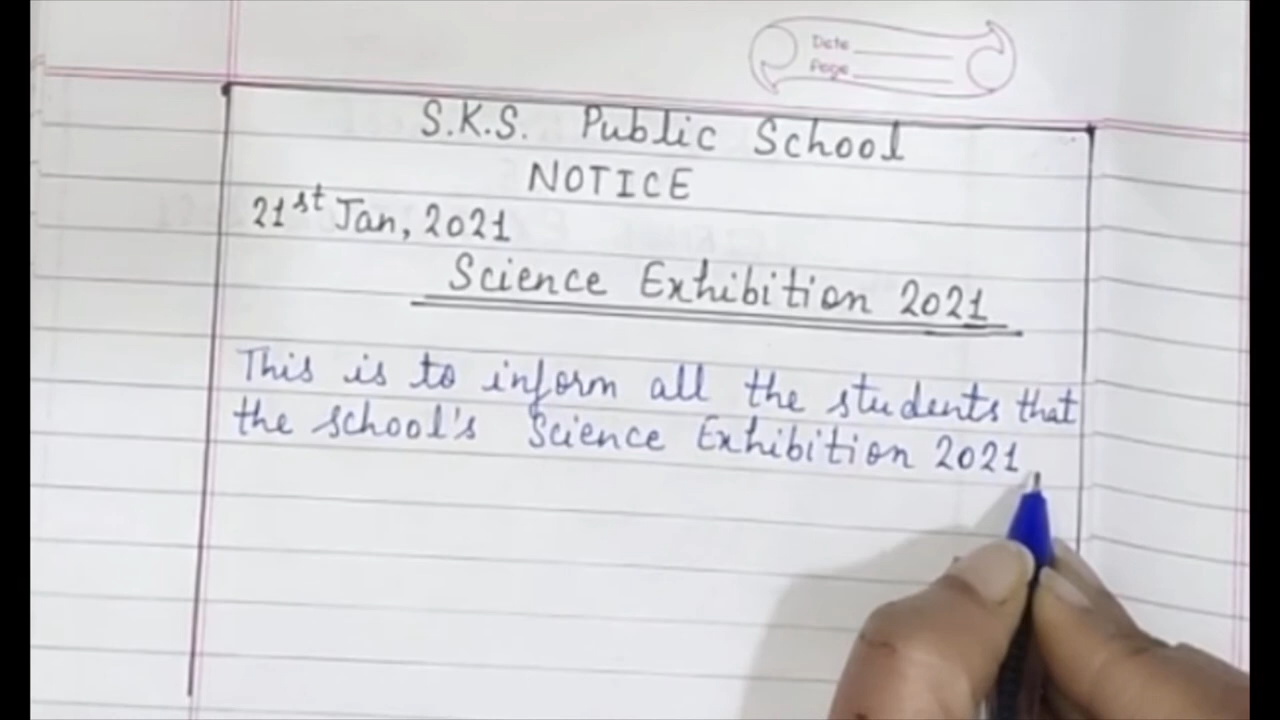 Date
Page
S.K.S. Public School
NOTICE
21st Jan, 2021
Science Exhibition 2021
This is to inform all the students that
the school's Science Exhibition 2021